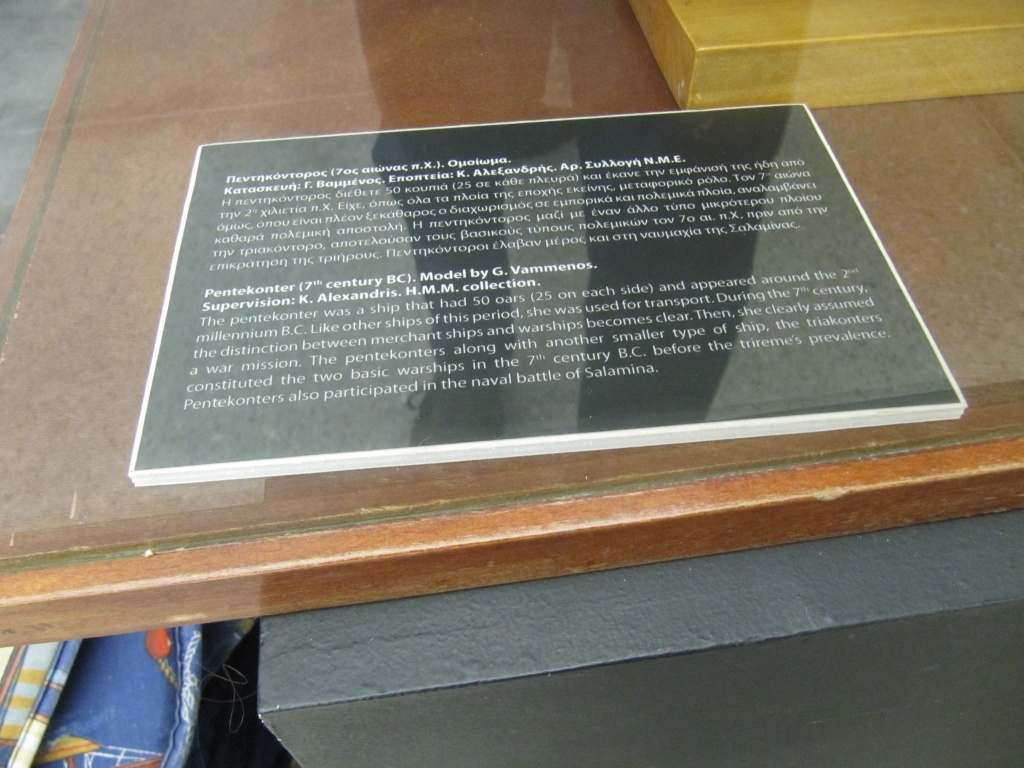 Πεντηκόντορος (7ος αιώνας π.Χ.). Ομοίωμα.
Κατασκευή: Γ. Βαμμένος. Εποπτεία: Κ. Αλεξανδρής. Αρ. Συλλογή Ν.Μ.Ε.
Η πεντηκόντορος διέθετε 50 κουπιά (25 σε κάθε πλευρά) και έκανε την εμφάνισή της ήδη από
την 2η χιλιετία π.Χ. Είχε, όπως όλα τα πλοία της εποχής εκείνης, μεταφορικό ρόλο. Τον 7ο αιώνα
όμως, όπου είναι πλέον ξεκάθαρος ο διαχωρισμός σε εμπορικά και πολεμικά πλοία, αναλαμβάνει
καθαρά πολεμική αποστολή. Η πεντηκόντορος μαζί με έναν άλλο τύπο μικρότερου πλοίου
την τριακόντορο, αποτελούσαν τους βασικούς τύπους πολεμικών τον 7ο αι. π.Χ. πριν από την
επικράτηση της τριήρους. Πεντηκόντοροι έλαβαν μέρος και στη ναυμαχία της Σαλαμίνας.
Pentekonter (7th century BC). Model by G. Vammenos.
Supervision: K. Alexandris. H.M.M. collection.
The pentekonter was a ship that had 50 oars (25 on each side) and appeared around the 2nd
millennium B.C. Like other ships of this period, she was used for transport. During the 7th century,
the distinction between merchant ships and warships becomes clear. Then, she clearly assumed
a war mission. The pentekonters along with another smaller type of ship, the triakonters
constituted the two basic warships in the 7th century B.C. before the trireme's prevalence.
Pentekonters also participated in the naval battle of Salamina.